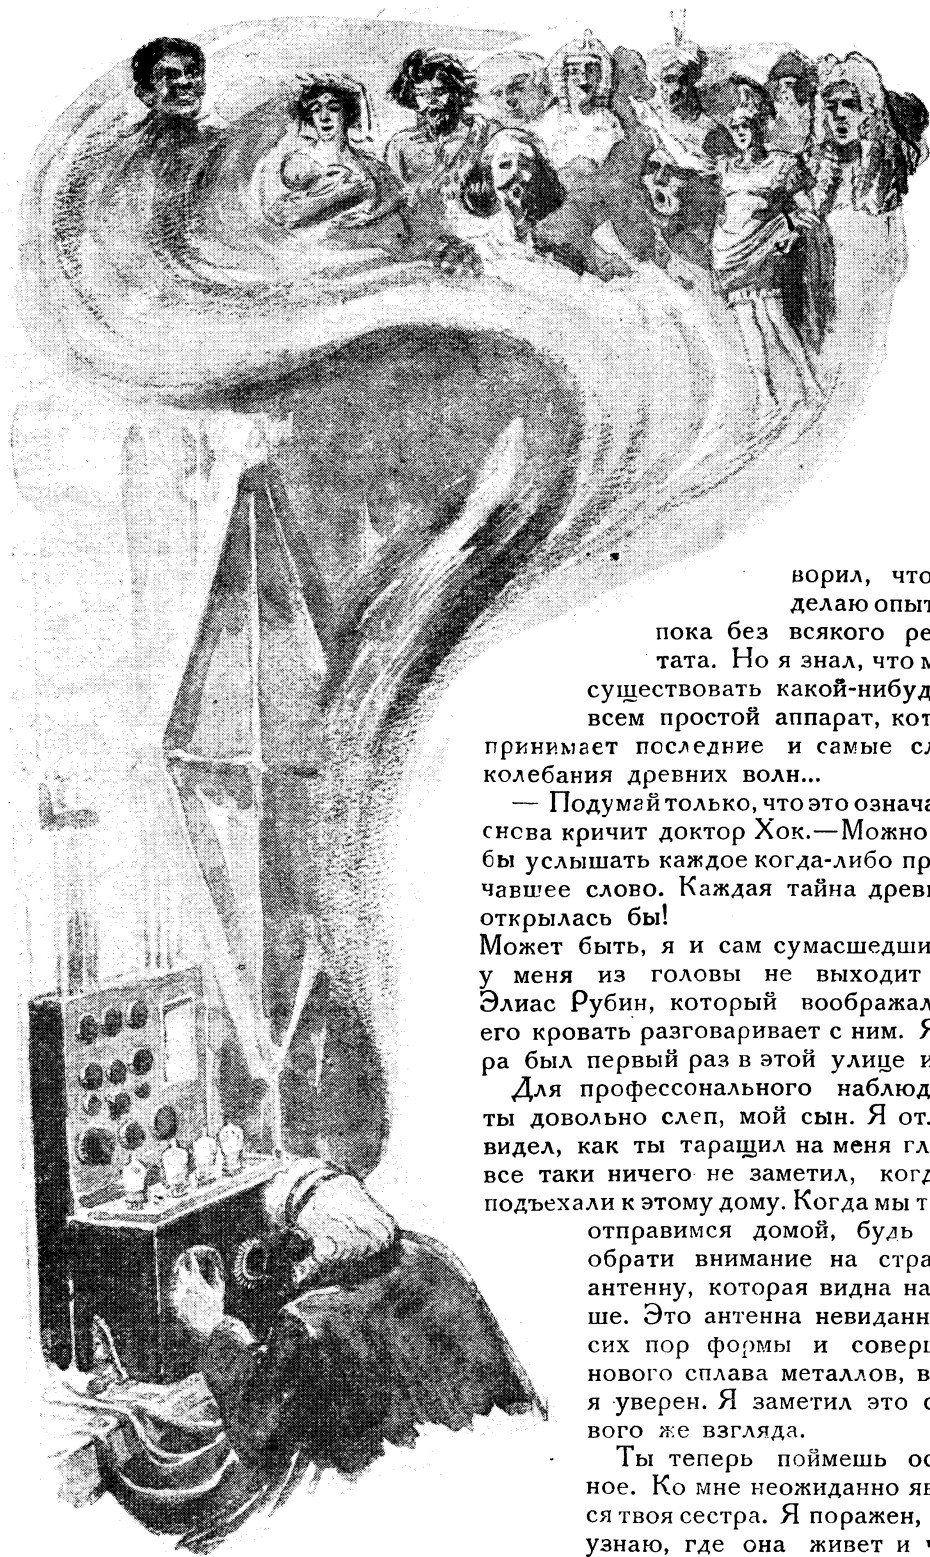 ворил, что
делаю опыт
пока без всякого ре
тата. Но я знал, что м
существовать какой-нибуд
всем простой аппарат, кот
принимает последние и самые сл
колебания древних волн...
— Подумай только, что это означа
снова кричит доктор Хок.—Можно
бы услышать каждое когда-либо пр
чавшее слово. Каждая тайна древн
открылась бы!
Может быть, я и сам сумасшедши
у меня из головы не выходит
Элиас Рубин, который воображал
его кровать разговаривает с ним. Я
ра был первый раз в этой улице и
Для профессонального наблюд
ты довольно слеп, мой сын. Я от
видел, как ты таращил на меня гл
все таки ничего не заметил, когд
подъехали к этому дому. Когда мы т
отправимся домой, будь
обрати внимание на стра
антенну, которая видна на
ше. Это антенна невиданн
сих пор формы и соверш
нового сплава металлов, в
я уверен. Я заметил это с
вого же взгляда.
Ты теперь поймешь ос
ное. Ко мне неожиданно яв
ся твоя сестра. Я поражен,
узнаю, где она живет и ч